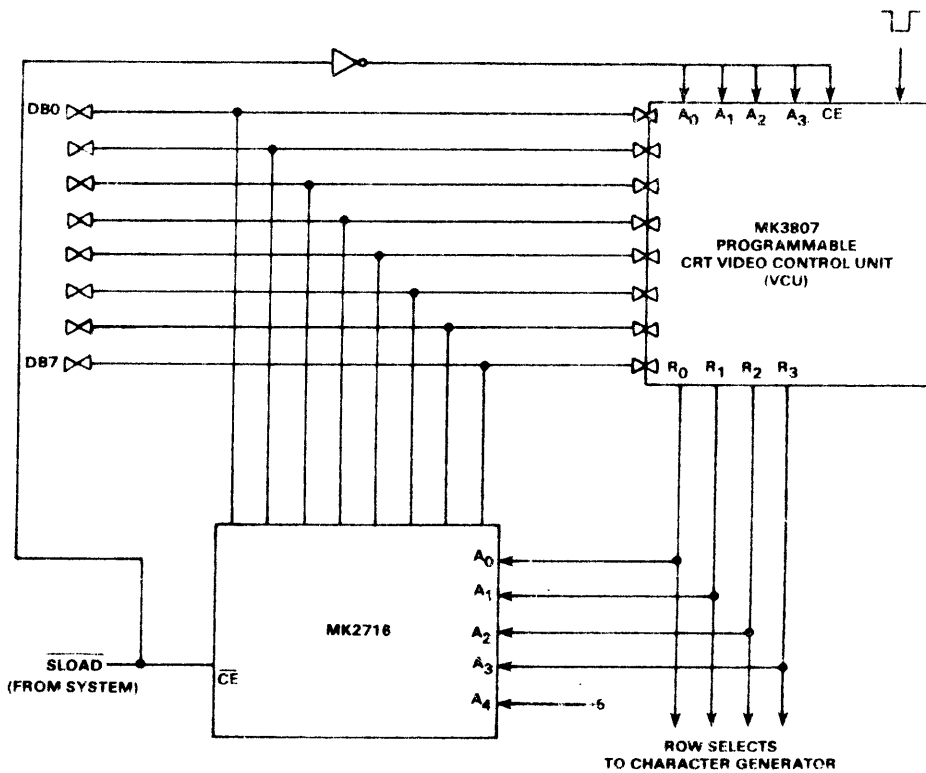 DB0
A0 A1 A2 A3 CE
MK3807
PROGRAMMABLE
CRT VIDEO CONTROL UNIT
(VCU)
DB7
R0 R1 R2 R3
A0
A1
MK2716
A2
SLOAD
(FROM SYSTEM)
CE
A3
A4
+5
ROW SELECTS
TO CHARACTER GENERATOR